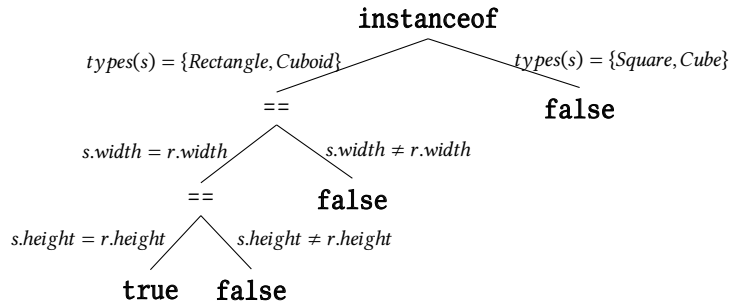 instanceof
types(s) = {Rectangle, Cuboid}
types(s) = {Square, Cube}
==
false
s.width = r.width
s.width ≠ r.width
==
false
s.height = r.height
s.height ≠ r.height
true
false